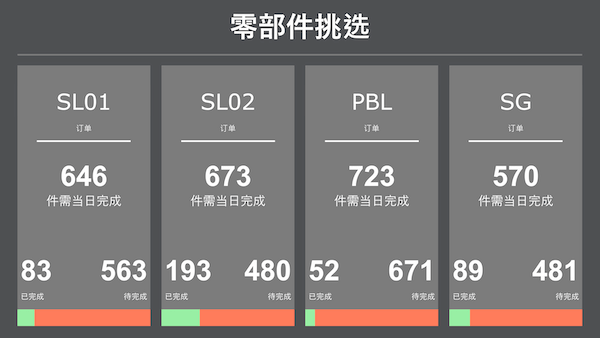 零部件挑选
SL01
订单
646
件需当日完成
83 563
已完成 待完成
SL02
订单
673
件需当日完成
193 480
已完成 待完成
PBL
订单
723
件需当日完成
52 671
已完成 待完成
SG
订单
570
件需当日完成
89 481
已完成 待完成